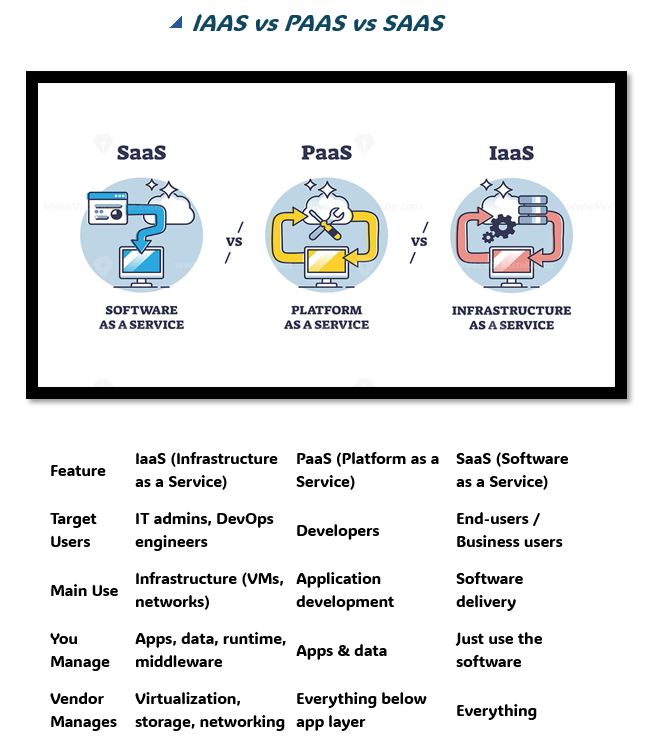 IAAS vs PAAS vs SAAS
SaaS
PaaS
IaaS
VS
VS
SOFTWARE
AS A SERVICE
PLATFORM
AS A SERVICE
INFRASTRUCTURE
AS A SERVICE
Feature
IaaS (Infrastructure
as a Service)
PaaS (Platform as a
Service)
SaaS (Software
as a Service)
Target
Users
IT admins, DevOps
engineers
Developers
End-users /
Business users
Main Use
Infrastructure (VMs,
networks)
Application
development
Software
delivery
You
Manage
Apps, data, runtime,
middleware
Apps & data
Just use the
software
Vendor
Manages
Virtualization,
storage, networking
Everything below
app layer
Everything